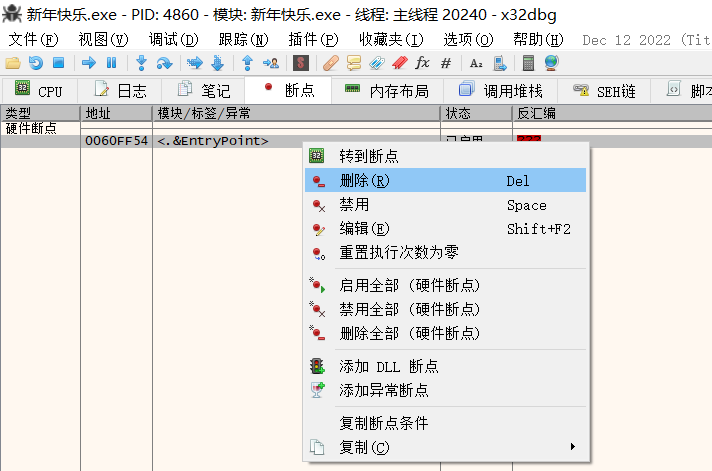 新年快乐.exe - PID: 4860 - 模块: 新年快乐.exe - 线程: 主线程 20240 - x32dbg
文件(F) 视图(V) 调试(D) 跟踪(N) 插件(P) 收藏夹(I) 选项(O) 帮助(H) Dec 12 2022 (Tit
CPU 日志 笔记 断点 内存布局 调用堆栈 SEH链 脚本
类型 地址 模块/标签/异常 状态 反汇编
硬件断点
0060FF54 <.&EntryPoint> 已启用
转到断点
删除(R) Del
禁用 Space
编辑(E) Shift+F2
重置执行次数为零
启用全部 (硬件断点)
禁用全部 (硬件断点)
删除全部 (硬件断点)
添加 DLL 断点
添加异常断点
复制断点条件
复制(C)